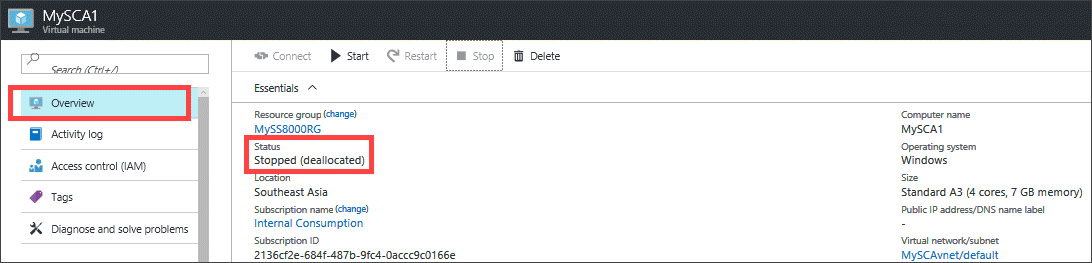 MySCA1
Virtual machine
Search (Ctrl+/)
Overview
Activity log
Access control (IAM)
Tags
Diagnose and solve problems
Connect Start Restart Stop Delete
Essentials
Resource group (change)
MySS8000RG
Status
Stopped (deallocated)
Location
Southeast Asia
Subscription name (change)
Internal Consumption
Subscription ID
2136cf2e-684f-487b-9fc4-0accc9c0166e
Computer name
MySCA1
Operating system
Windows
Size
Standard A3 (4 cores, 7 GB memory)
Public IP address/DNS name label
-
Virtual network/subnet
MySCAvnet/default